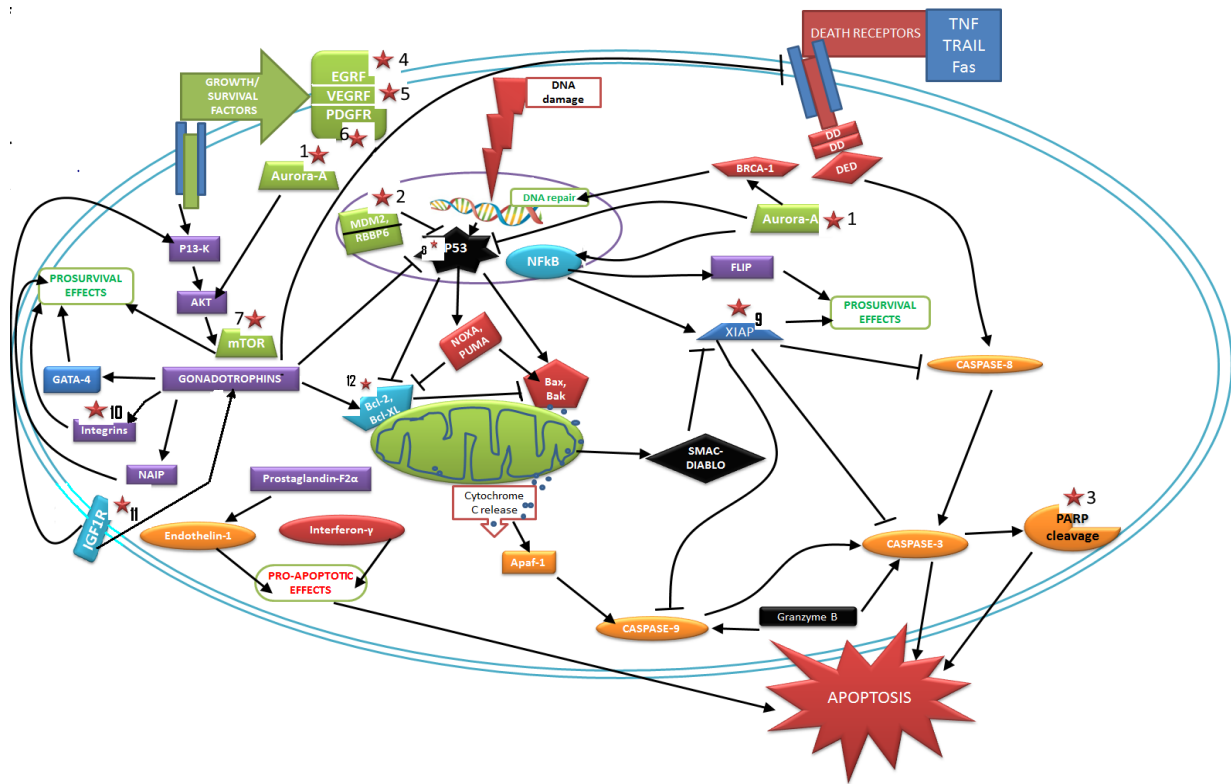 DEATH RECEPTORS
TNF
TRAIL
Fas
GROWTH/
SURVIVAL
FACTORS
EGRF
4
VEGRF
5
PDGFR
6
DNA
damage
DD
DD
DED
1
Aurora-A
BRCA-1
DNA repair
2
MDM2,
RBBP6
8
P53
Aurora-A
1
P13-K
NFkB
FLIP
PROSURVIVAL
EFFECTS
AKT
PROSURVIVAL
EFFECTS
7
mTOR
9
XIAP
NOXA,
PUMA
CASPASE-8
GATA-4
GONADOTROPHINS
12
Bcl-2,
Bcl-XL
Bax,
Bak
10
Integrins
SMAC-
DIABLO
NAIP
Prostaglandin-F2α
Cytochrome
C release
3
PARP
cleavage
11
IGF1R
Endothelin-1
Interferon-γ
CASPASE-3
Apaf-1
PRO-APOPTOTIC
EFFECTS
Granzyme B
CASPASE-9
APOPTOSIS